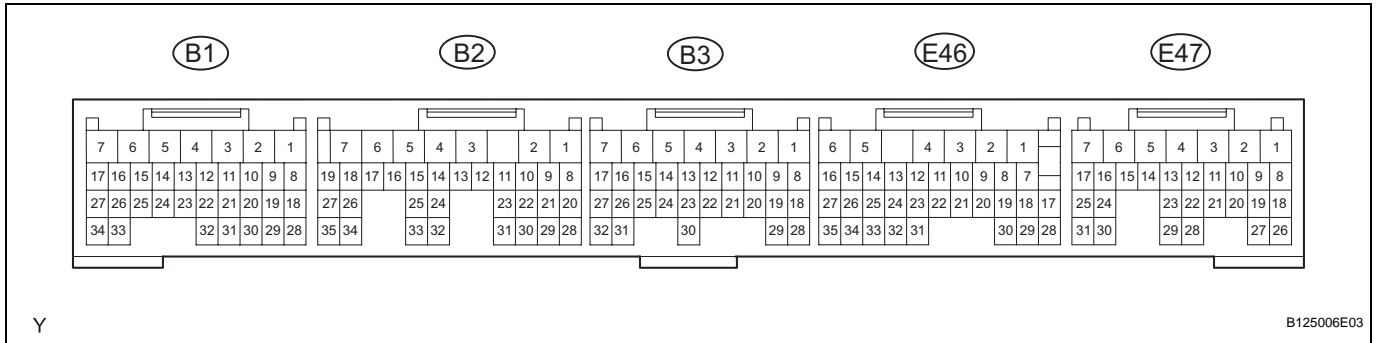 B1 B2 B3 E46 E47
7 6 5 4 3 2 1 7 6 5 4 3 2 1 7 6 5 4 3 2 1 6 5 4 3 2 1 7 6 5 4 3 2 1
17 16 15 14 13 12 11 10 9 8 19 18 17 16 15 14 13 12 11 10 9 8 17 16 15 14 13 12 11 10 9 8 16 15 14 13 12 11 10 9 8 7 17 16 15 14 13 12 11 10 9 8
27 26 25 24 23 22 21 20 19 18 27 26 25 24 23 22 21 20 27 26 25 24 23 22 21 20 19 18 27 26 25 24 23 22 21 20 19 18 17 25 24 23 22 21 20 19 18
34 33 32 31 30 29 28 35 34 33 32 31 30 29 28 32 31 30 29 28 35 34 33 32 31 30 29 28 31 30 29 28 27 26
Y B125006E03